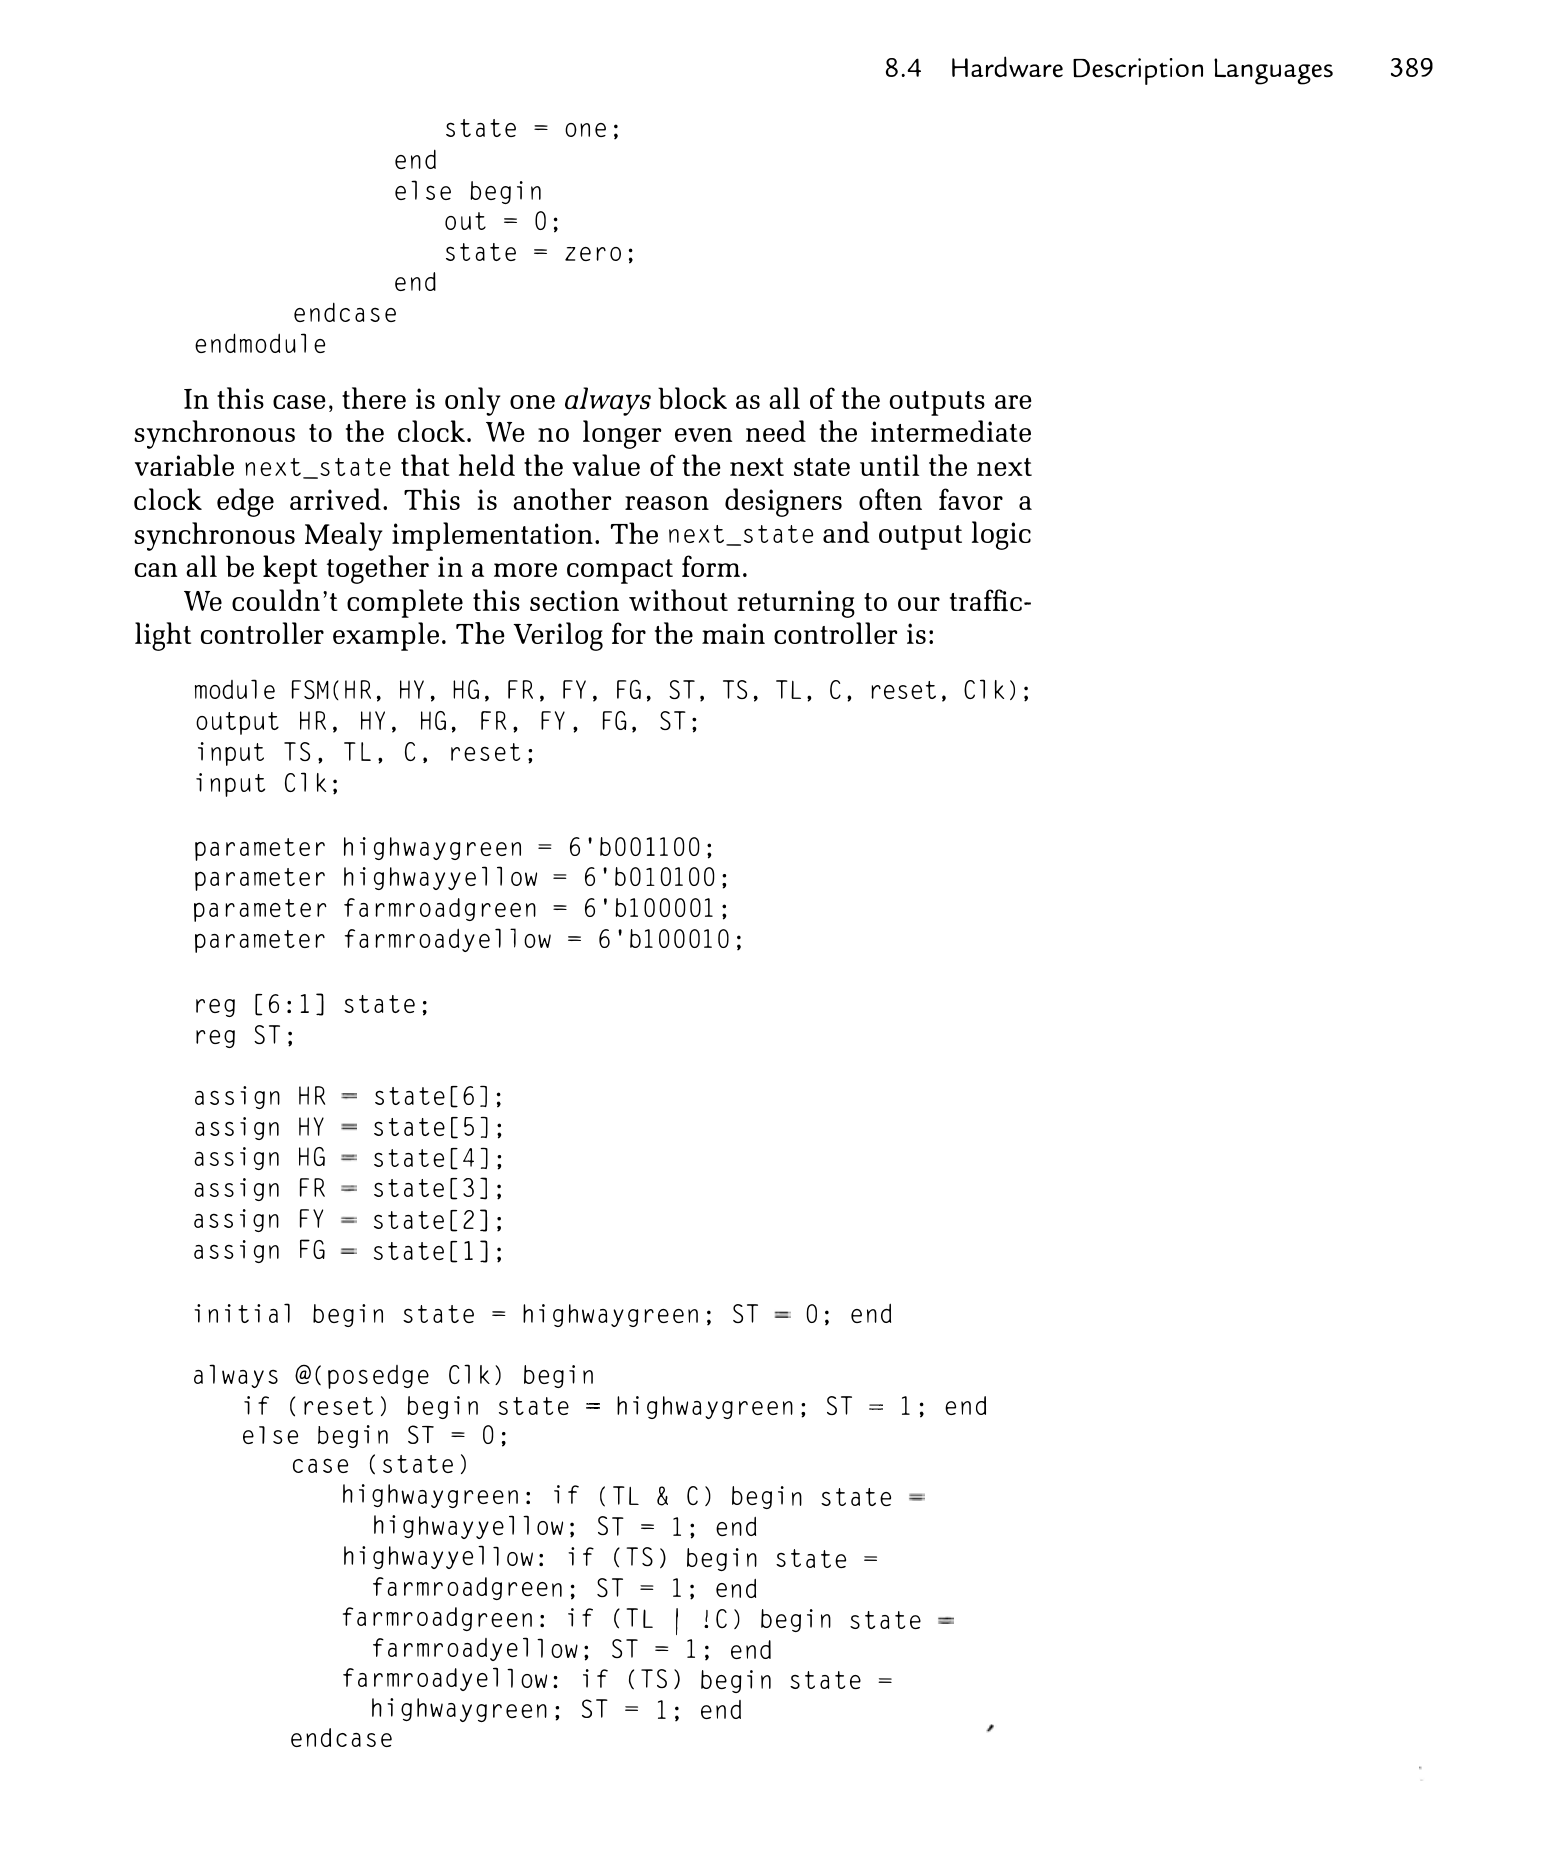 8.4 Hardware Description Languages 389
state = one;
end
else begin
out = 0;
state = zero;
end
endcase
endmodule
In this case, there is only one always block as all of the outputs are
synchronous to the clock. We no longer even need the intermediate
variable next_state that held the value of the next state until the next
clock edge arrived. This is another reason designers often favor a
synchronous Mealy implementation. The next_state and output logic
can all be kept together in a more compact form.
We couldn't complete this section without returning to our traffic-
light controller example. The Verilog for the main controller is:
module FSM(HR, HY, HG, FR, FY, FG, ST, TS, TL, C, reset, Clk);
output HR, HY, HG, FR, FY, FG, ST;
input TS, TL, C, reset;
input Clk;
parameter highwaygreen = 6'b001100;
parameter highwayyellow = 6'b010100;
parameter farmroadgreen = 6'b100001;
parameter farmroadyellow = 6'b100010;
reg [6:1] state;
reg ST;
assign HR = state[6];
assign HY = state[5];
assign HG = state[4];
assign FR = state[3];
assign FY = state[2];
assign FG = state[1];
initial begin state = highwaygreen; ST = 0; end
always @(posedge Clk) begin
if (reset) begin state = highwaygreen; ST = 1; end
else begin ST = 0;
case (state)
highwaygreen: if (TL & C) begin state =
highwayyellow; ST = 1; end
highwayyellow: if (TS) begin state =
farmroadgreen; ST = 1; end
farmroadgreen: if (TL | !C) begin state =
farmroadyellow; ST = 1; end
farmroadyellow: if (TS) begin state =
highwaygreen; ST = 1; end
endcase